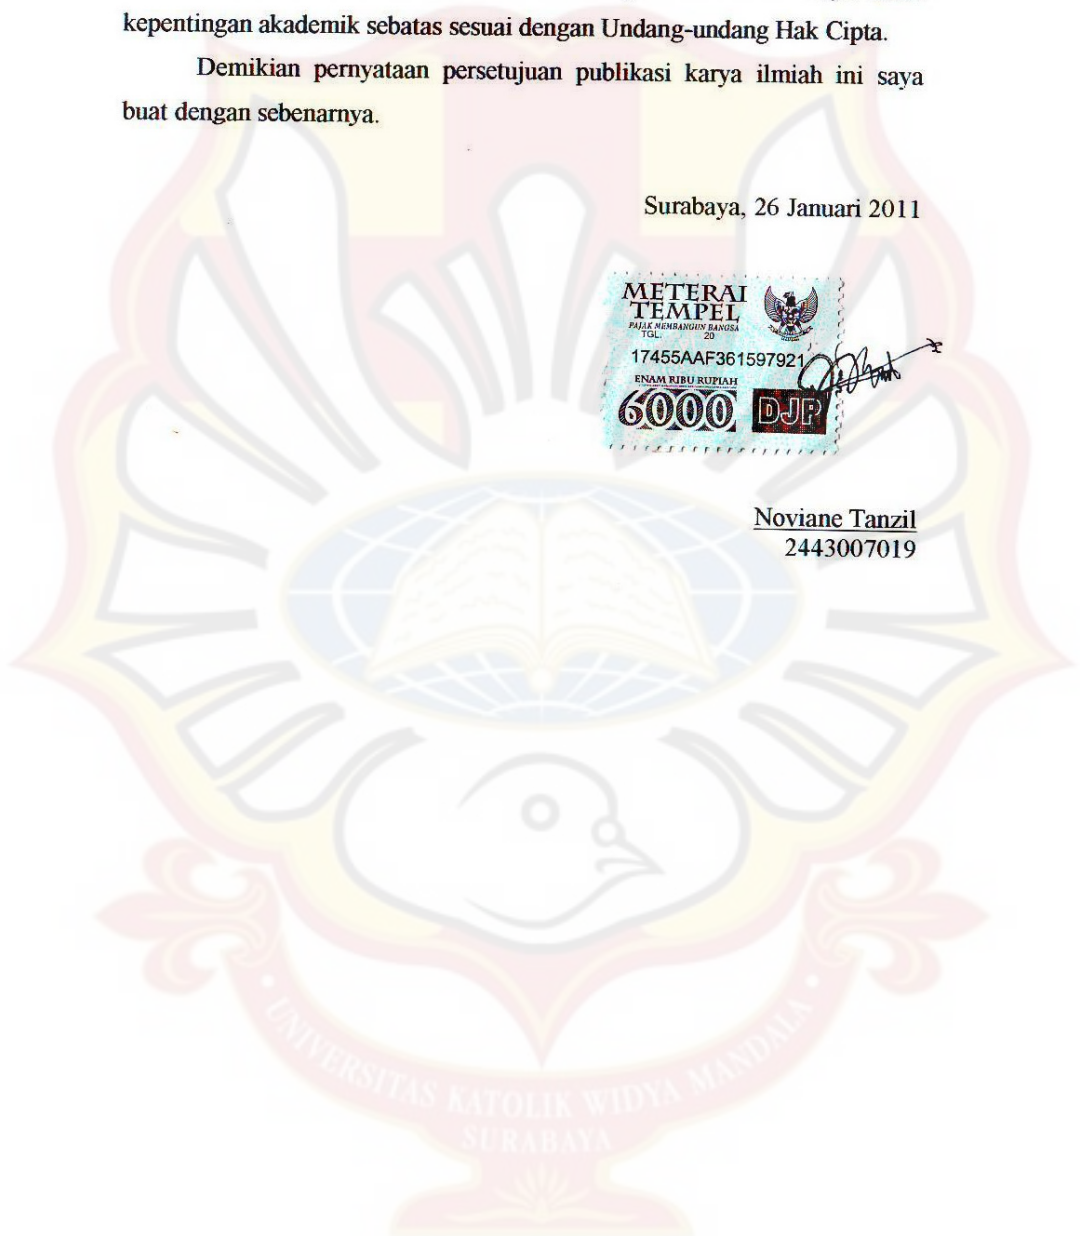 kepentingan akademik sebatas sesuai dengan Undang-undang Hak Cipta.
Demikian pernyataan persetujuan publikasi karya ilmiah ini saya
buat dengan sebenarnya.
Surabaya, 26 Januari 2011
METERAI
TEMPEL
PAJAK MEMBANGUN BANGSA
TGL. 20
17455AAF361597921
ENAM RIBU RUPIAH
6000 DJP
Noviane Tanzil
2443007019
UNIVERSITAS KATOLIK WIDYA MANDALA
SURABAYA